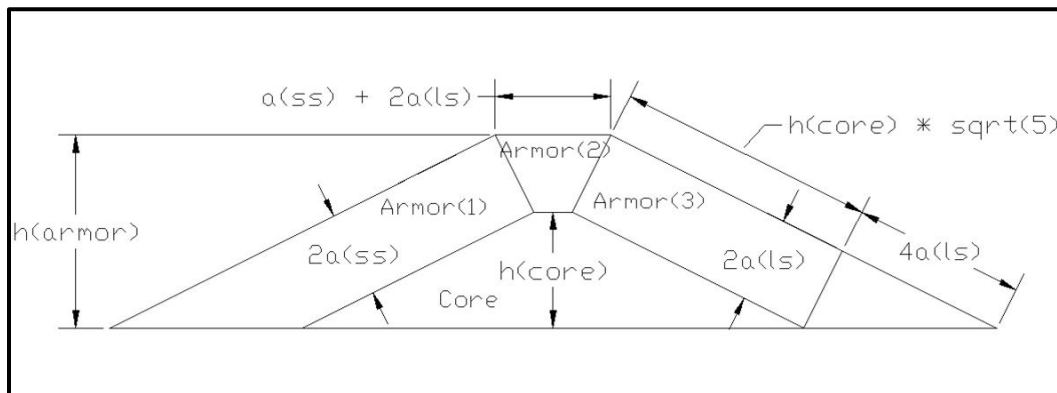 a(ss) + 2a(ls)
h(core) * sqrt(5)
Armor(2)
Armor(1)
Armor(3)
h(armor)
2a(ss)
h(core)
2a(ls)
4a(ls)
Core